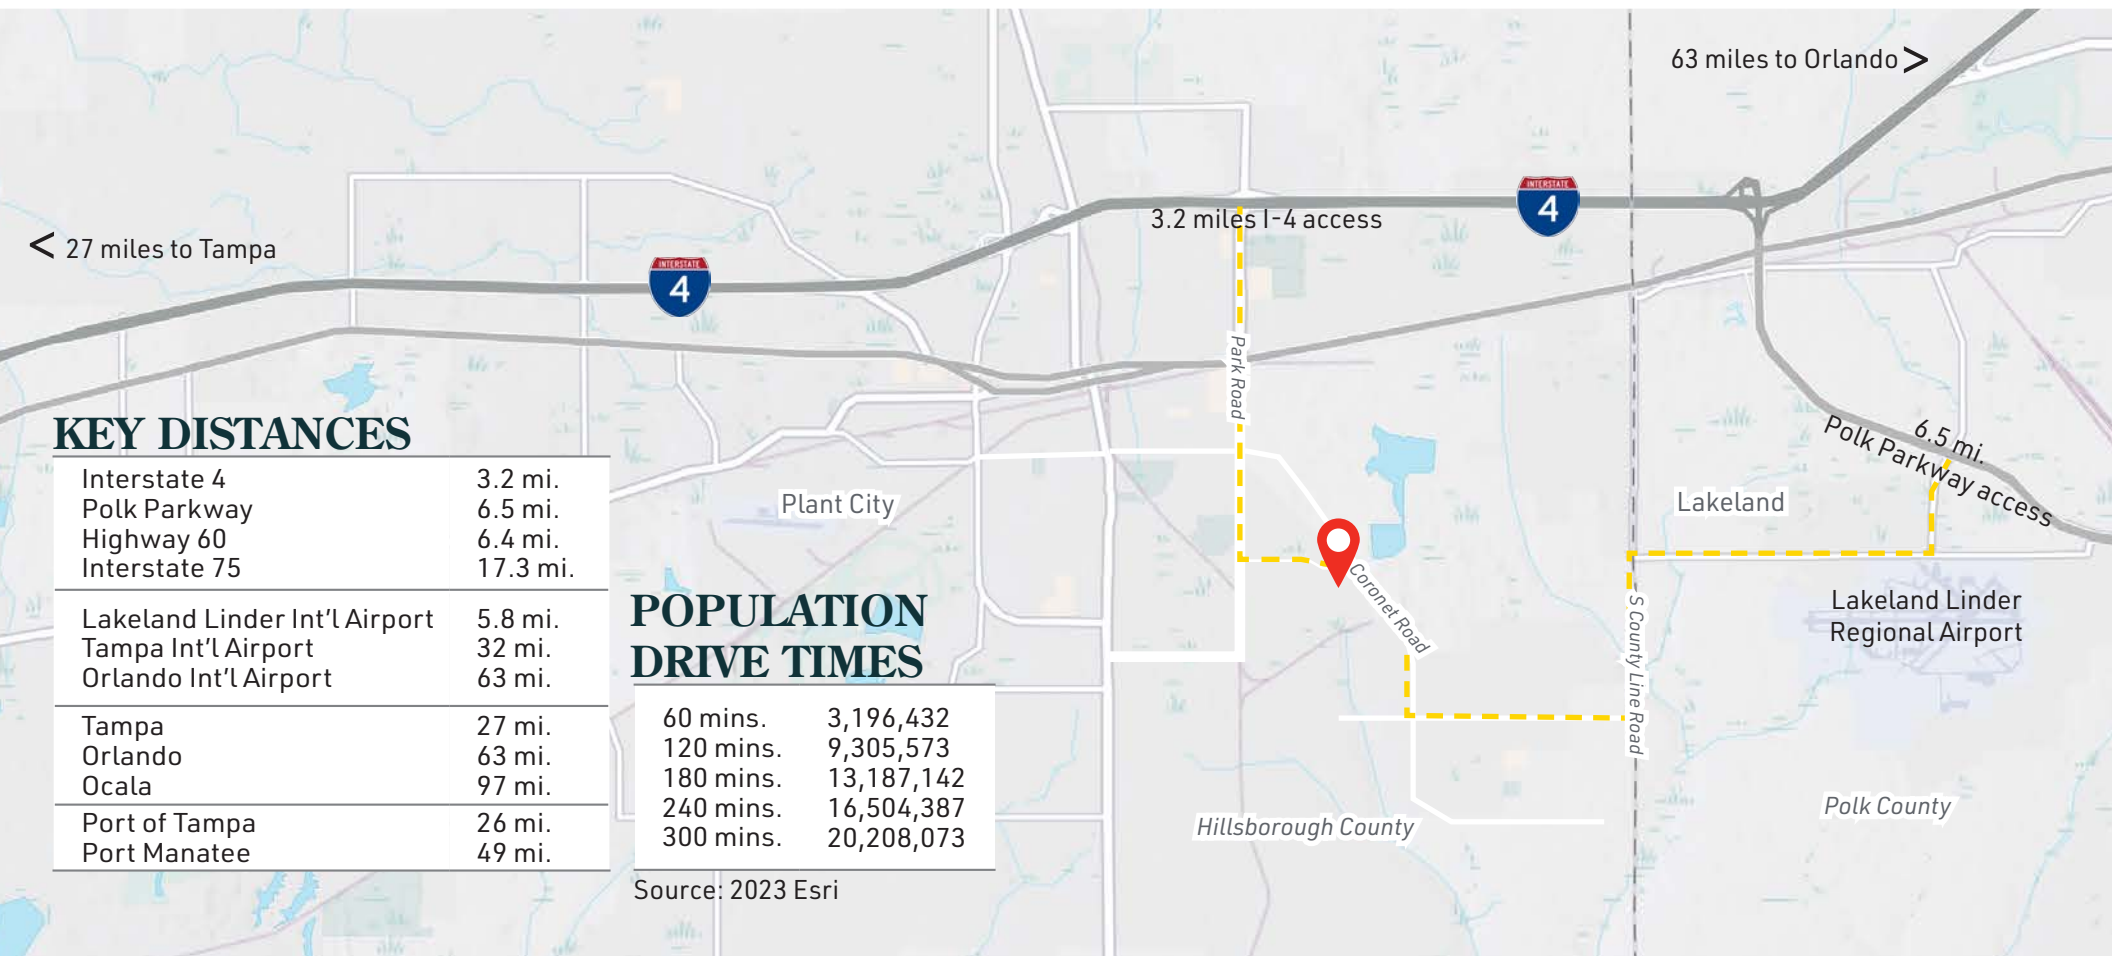 63 miles to Orlando >
INTERSTATE
4
3.2 miles I-4 access
< 27 miles to Tampa
INTERSTATE
4
Park Road
6.5 mi.
Polk Parkway access
Plant City
Lakeland
Coronet Road
S County Line Road
Lakeland Linder
Regional Airport
Hillsborough County
Polk County
KEY DISTANCES
Interstate 4 3.2 mi.
Polk Parkway 6.5 mi.
Highway 60 6.4 mi.
Interstate 75 17.3 mi.
Lakeland Linder Int'l Airport 5.8 mi.
Tampa Int'l Airport 32 mi.
Orlando Int'l Airport 63 mi.
Tampa 27 mi.
Orlando 63 mi.
Ocala 97 mi.
Port of Tampa 26 mi.
Port Manatee 49 mi.
POPULATION
DRIVE TIMES
60 mins. 3,196,432
120 mins. 9,305,573
180 mins. 13,187,142
240 mins. 16,504,387
300 mins. 20,208,073
Source: 2023 Esri